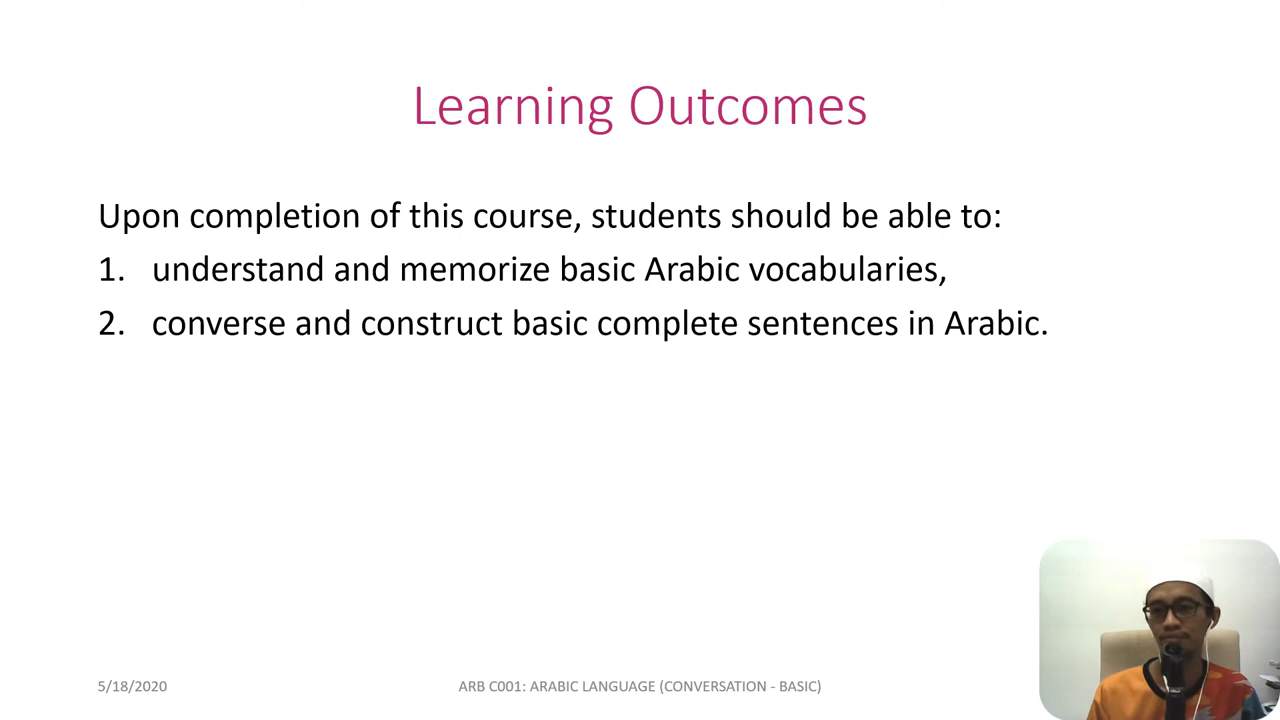 Learning Outcomes
Upon completion of this course, students should be able to:
1. understand and memorize basic Arabic vocabularies,
2. converse and construct basic complete sentences in Arabic.
5/18/2020
ARB C001: ARABIC LANGUAGE (CONVERSATION - BASIC)